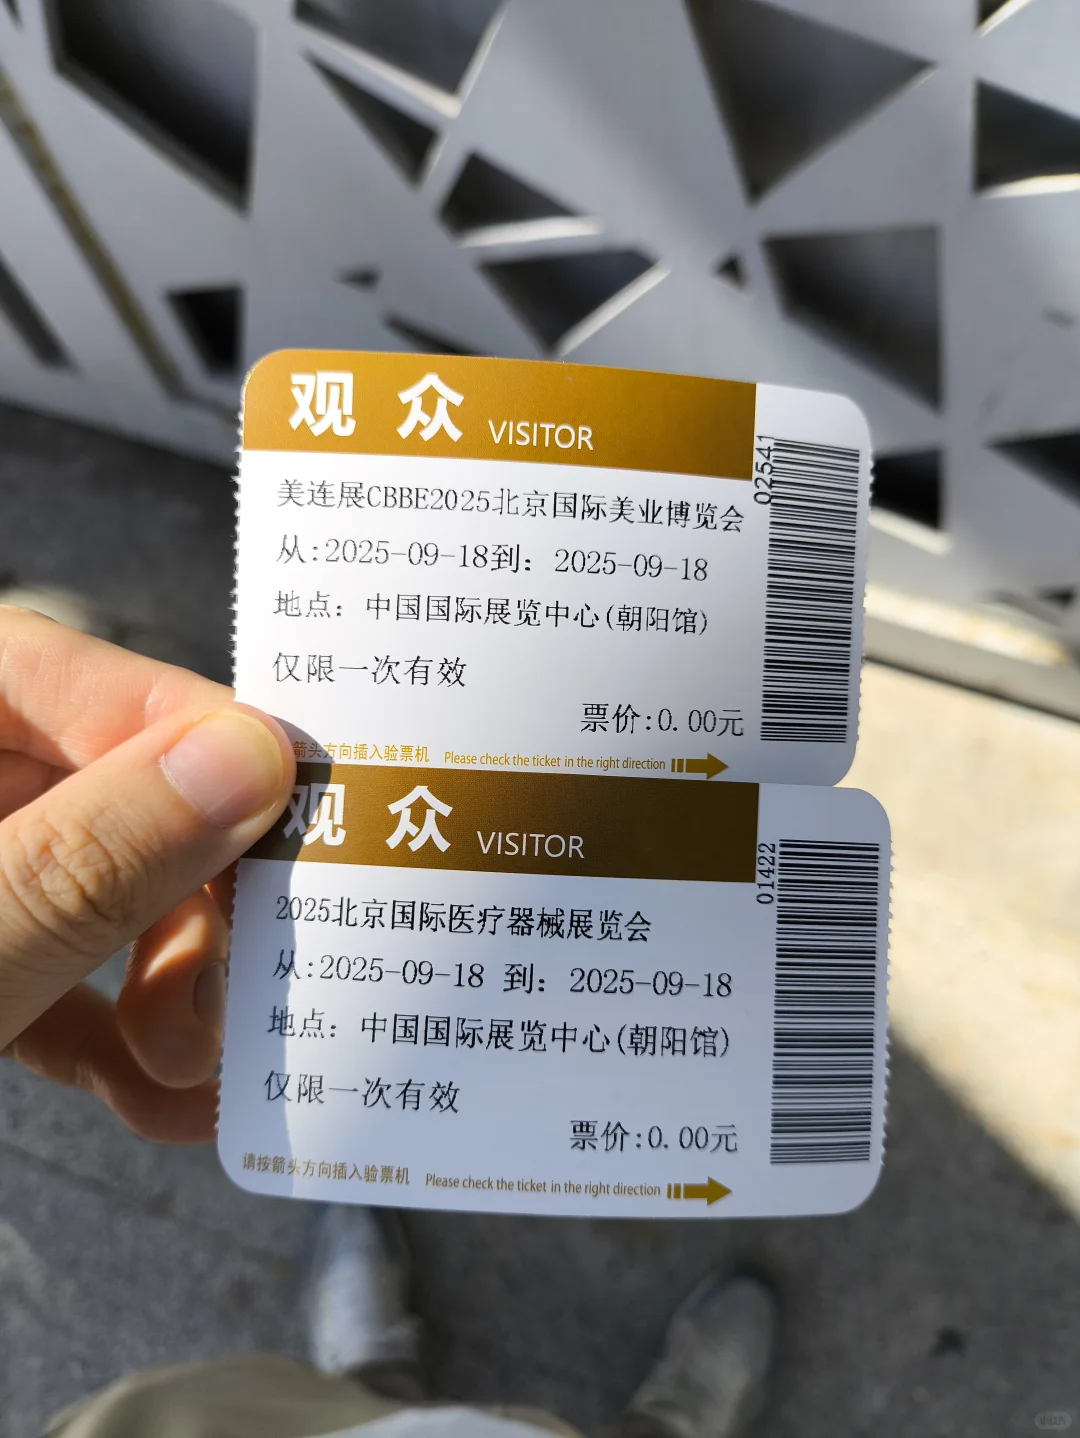 观 众 VISITOR
02541
美连展CBBE2025北京国际美业博览会
从:2025-09-18到: 2025-09-18
地点: 中国国际展览中心(朝阳馆)
仅限一次有效
票价:0.00元
箭头方向插入验票机 Please check the ticket in the right direction
观 众 VISITOR
01422
2025北京国际医疗器械展览会
从:2025-09-18 到: 2025-09-18
地点: 中国国际展览中心(朝阳馆)
仅限一次有效
票价:0.00元
请按箭头方向插入验票机 Please check the ticket in the right direction
小红书